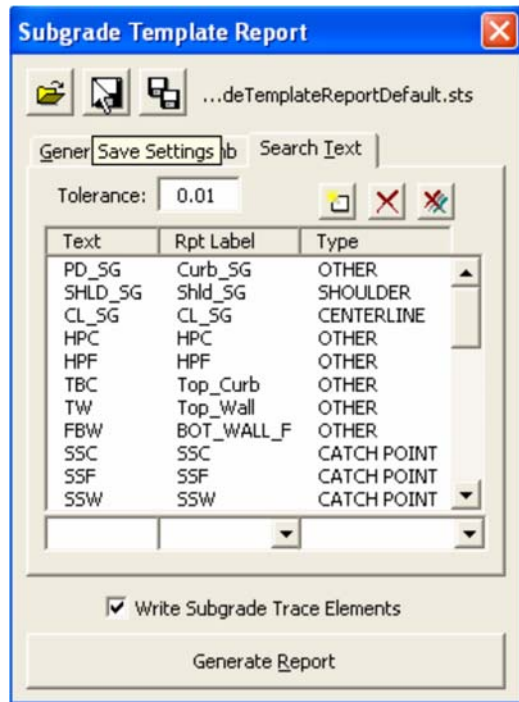 Subgrade Template Report
...deTemplateReportDefault.sts
Gener Save Settings Search Text
Tolerance: 0.01
Text Rpt Label Type
PD_SG Curb_SG OTHER
SHLD_SG Shld_SG SHOULDER
CL_SG CL_SG CENTERLINE
HPC HPC OTHER
HPF HPF OTHER
TBC Top_Curb OTHER
TW Top_Wall OTHER
FBW BOT_WALL_F OTHER
SSC SSC CATCH POINT
SSF SSF CATCH POINT
SSW SSW CATCH POINT
Write Subgrade Trace Elements
Generate Report